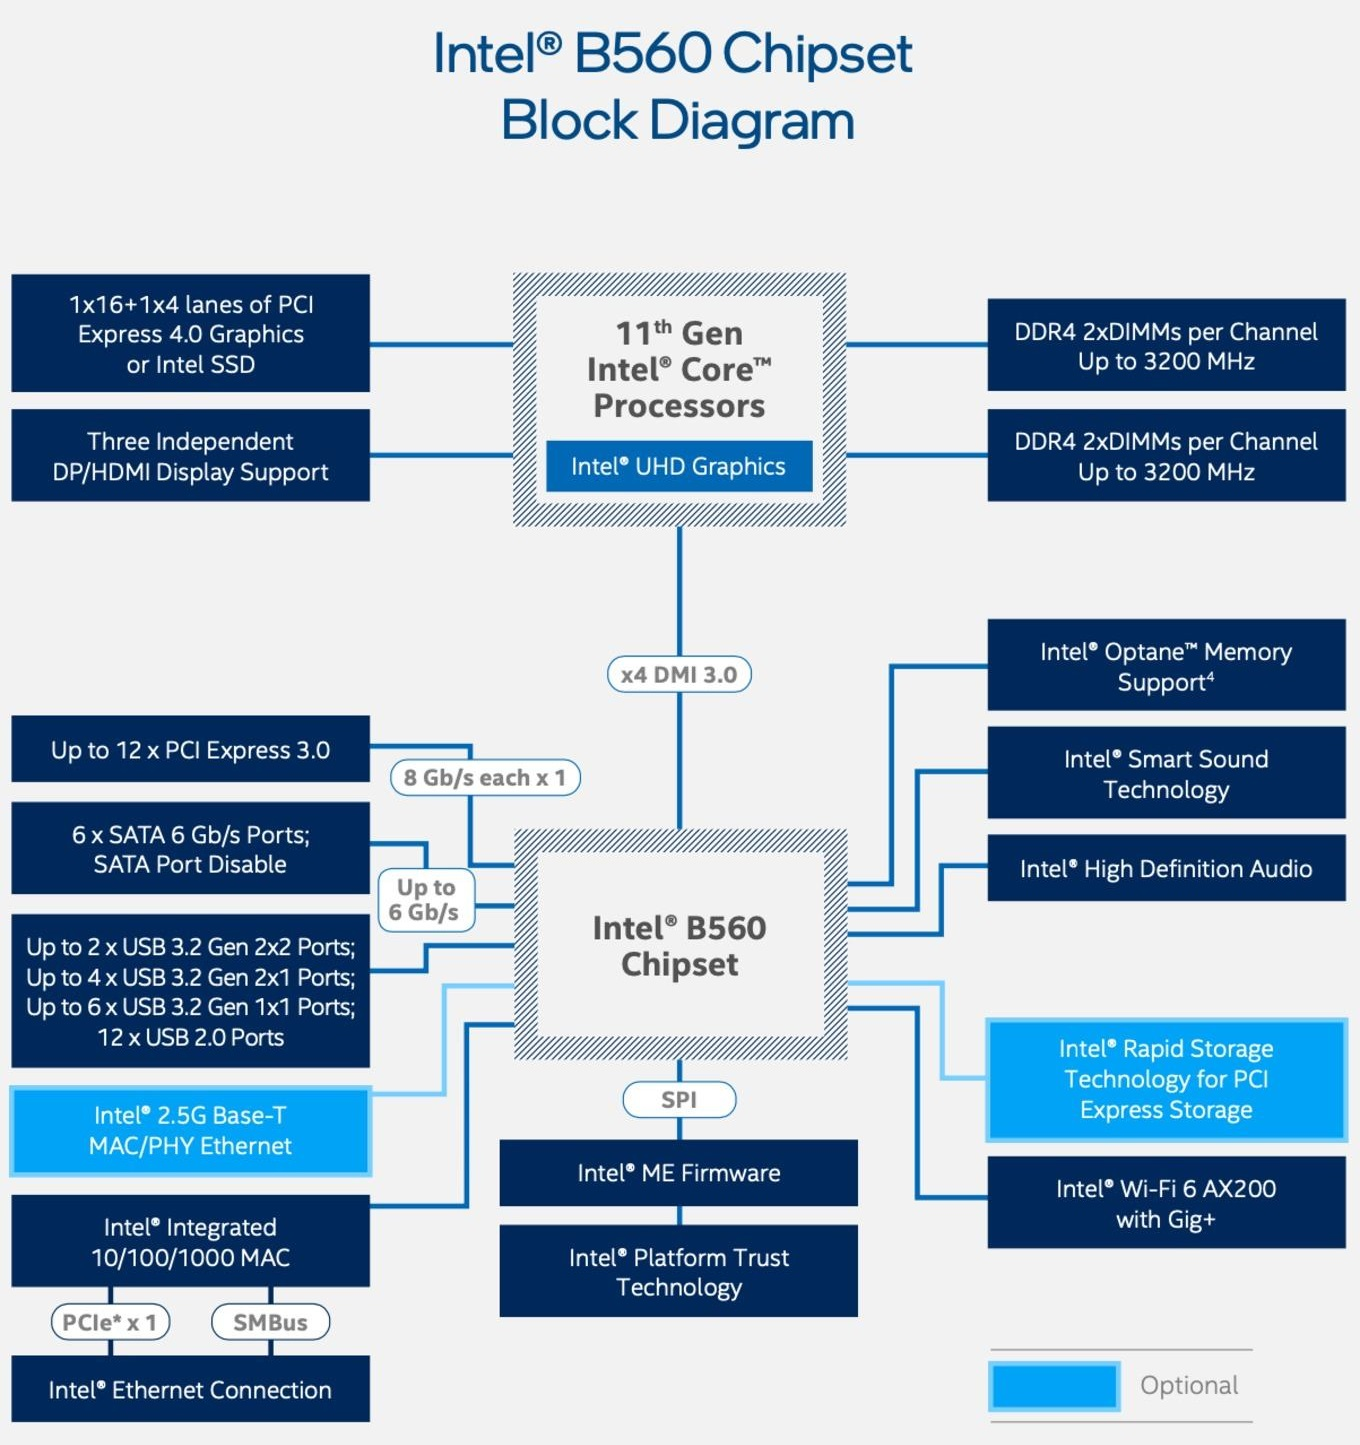 Intel® B560 Chipset
Block Diagram
1x16+1x4 lanes of PCI
Express 4.0 Graphics
or Intel SSD
Three Independent
DP/HDMI Display Support
11th Gen
Intel® Core™
Processors
Intel® UHD Graphics
DDR4 2xDIMMs per Channel
Up to 3200 MHz
DDR4 2xDIMMs per Channel
Up to 3200 MHz
x4 DMI 3.0
Up to 12 x PCI Express 3.0
8 Gb/s each x 1
6 x SATA 6 Gb/s Ports;
SATA Port Disable
Up to
6 Gb/s
Up to 2 x USB 3.2 Gen 2x2 Ports;
Up to 4 x USB 3.2 Gen 2x1 Ports;
Up to 6 x USB 3.2 Gen 1x1 Ports;
12 x USB 2.0 Ports
Intel® 2.5G Base-T
MAC/PHY Ethernet
Intel® Integrated
10/100/1000 MAC
PCIe* x 1
SMBus
Intel® Ethernet Connection
Intel® B560
Chipset
SPI
Intel® ME Firmware
Intel® Platform Trust
Technology
Intel® Optane™ Memory
Support4
Intel® Smart Sound
Technology
Intel® High Definition Audio
Intel® Rapid Storage
Technology for PCI
Express Storage
Intel® Wi-Fi 6 AX200
with Gig+
Optional